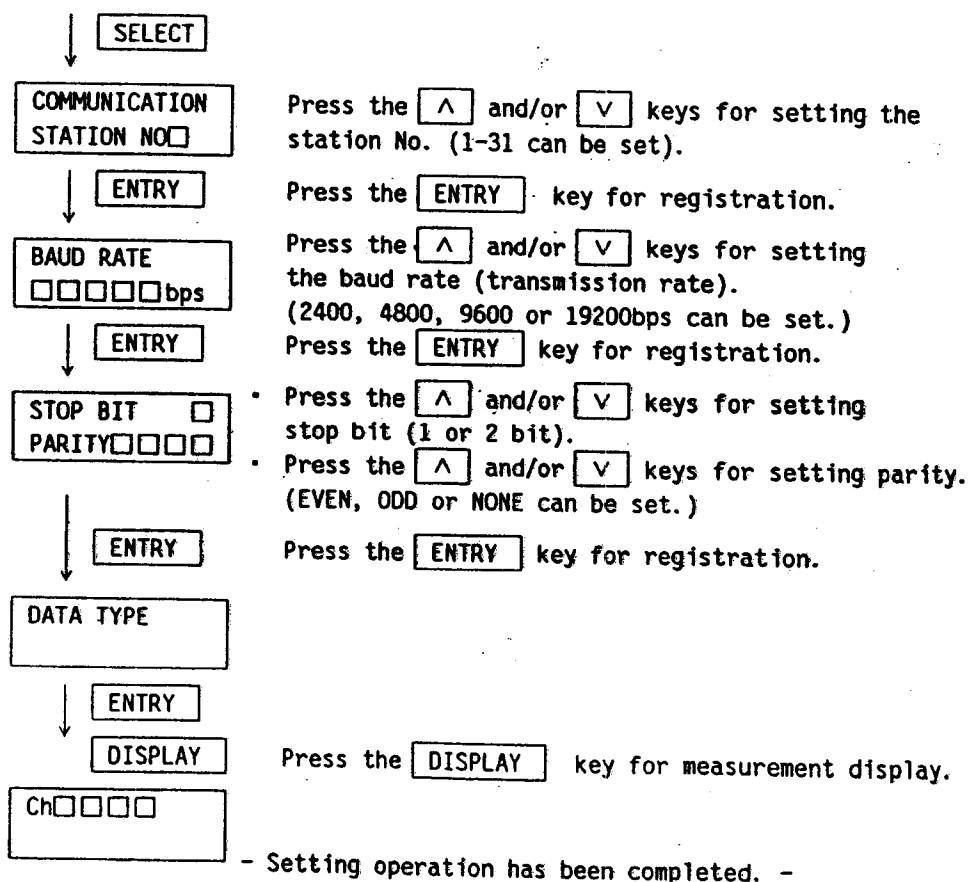 SELECT
COMMUNICATION
STATION NO□
Press the ∧ and/or ∨ keys for setting the
station No. (1-31 can be set).
ENTRY
Press the ENTRY key for registration.
BAUD RATE
□□□□□bps
Press the ∧ and/or ∨ keys for setting
the baud rate (transmission rate).
(2400, 4800, 9600 or 19200bps can be set.)
ENTRY
Press the ENTRY key for registration.
STOP BIT □
PARITY□□□□
· Press the ∧ and/or ∨ keys for setting
stop bit (1 or 2 bit).
· Press the ∧ and/or ∨ keys for setting parity.
(EVEN, ODD or NONE can be set.)
ENTRY
Press the ENTRY key for registration.
DATA TYPE
ENTRY
DISPLAY
Press the DISPLAY key for measurement display.
Ch□□□□
- Setting operation has been completed. -